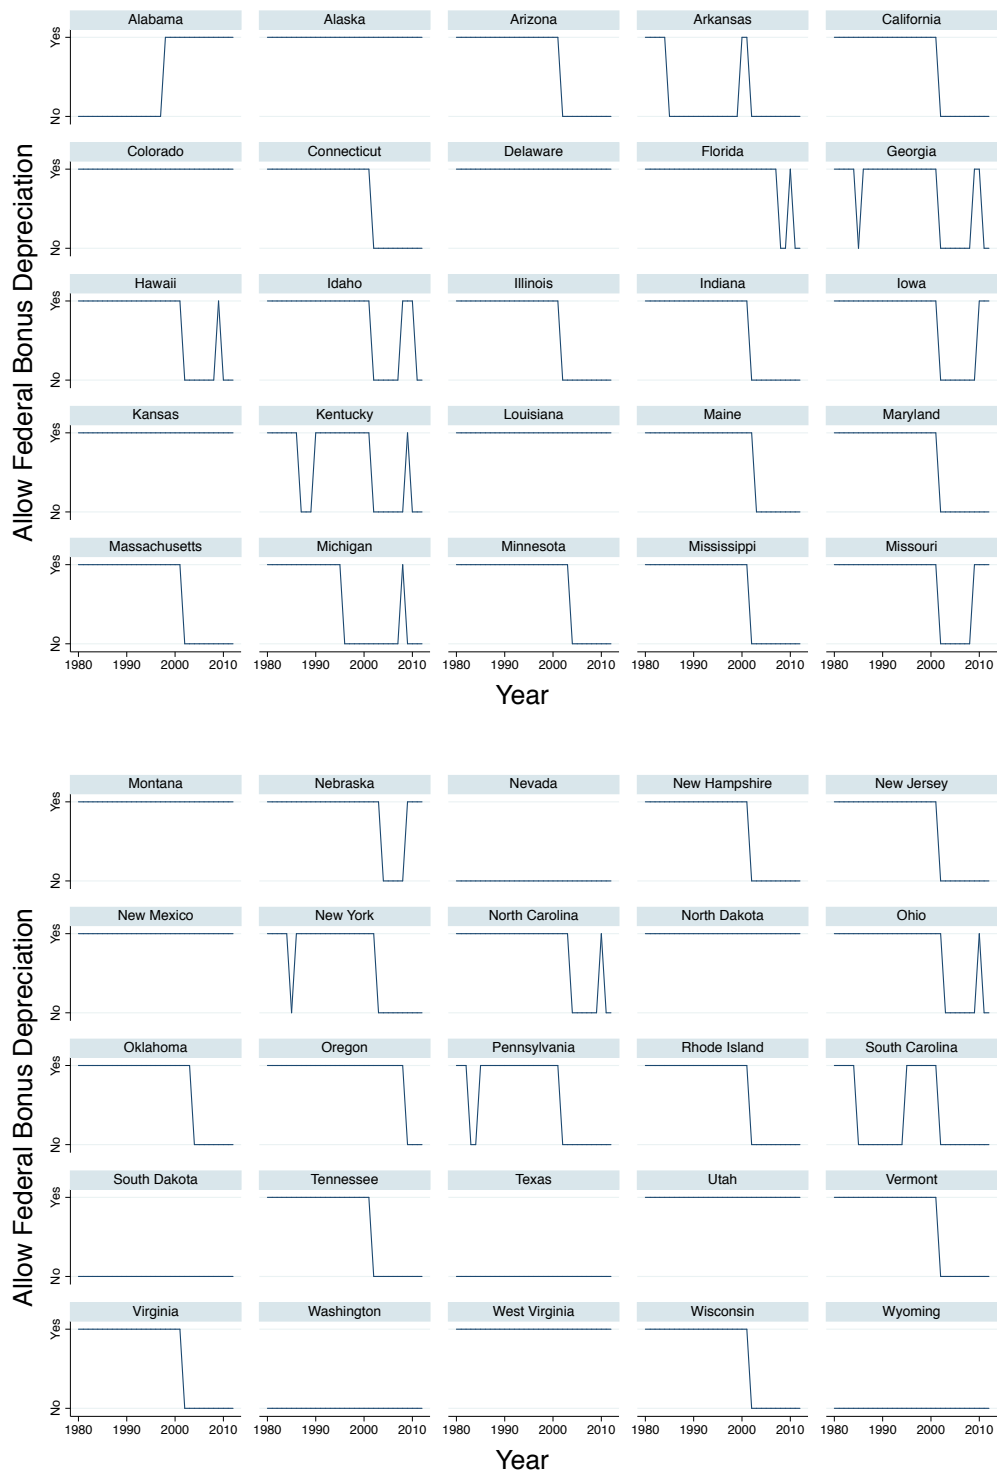 Allow Federal Bonus Depreciation
Alabama Alaska Arizona Arkansas California
Yes
No
Colorado Connecticut Delaware Florida Georgia
Yes
No
Hawaii Idaho Illinois Indiana Iowa
Yes
No
Kansas Kentucky Louisiana Maine Maryland
Yes
No
Massachusetts Michigan Minnesota Mississippi Missouri
Yes
No
1980 1990 2000 2010 1980 1990 2000 2010 1980 1990 2000 2010 1980 1990 2000 2010 1980 1990 2000 2010
Year
Allow Federal Bonus Depreciation
Montana Nebraska Nevada New Hampshire New Jersey
Yes
No
New Mexico New York North Carolina North Dakota Ohio
Yes
No
Oklahoma Oregon Pennsylvania Rhode Island South Carolina
Yes
No
South Dakota Tennessee Texas Utah Vermont
Yes
No
Virginia Washington West Virginia Wisconsin Wyoming
Yes
No
1980 1990 2000 2010 1980 1990 2000 2010 1980 1990 2000 2010 1980 1990 2000 2010 1980 1990 2000 2010
Year